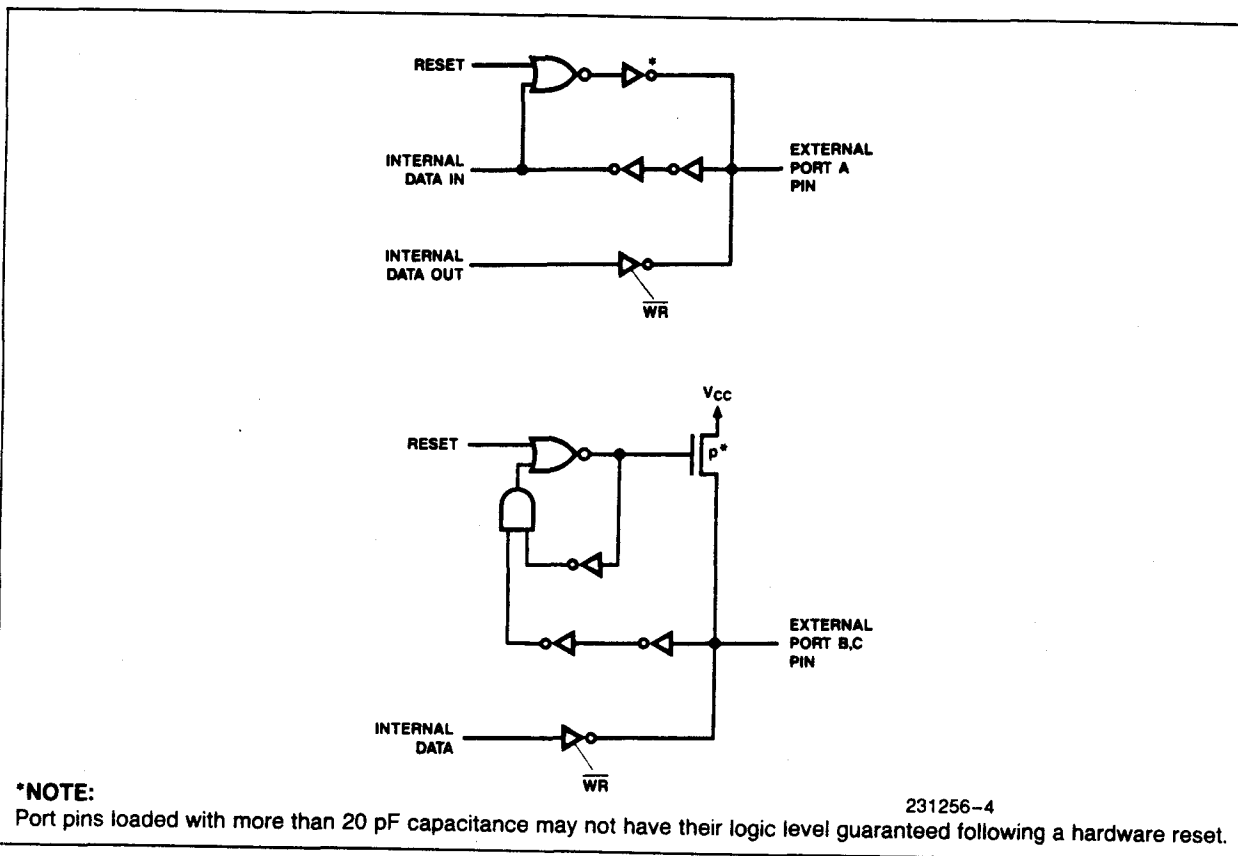 RESET
*
INTERNAL
DATA IN
EXTERNAL
PORT A
PIN
INTERNAL
DATA OUT
WR
VCC
RESET
P*
EXTERNAL
PORT B,C
PIN
INTERNAL
DATA
WR
*NOTE:
231256–4
Port pins loaded with more than 20 pF capacitance may not have their logic level guaranteed following a hardware reset.